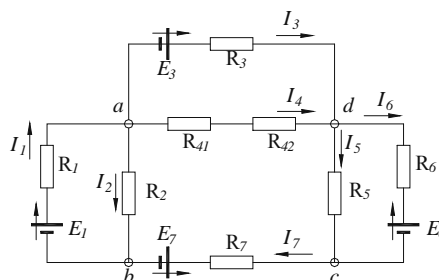 I3
E3 R3
a I4 d I6
I1 R41 R42 I5
R1 I2 R2 R5 R6
E1 E7 R7 I7 E
b c